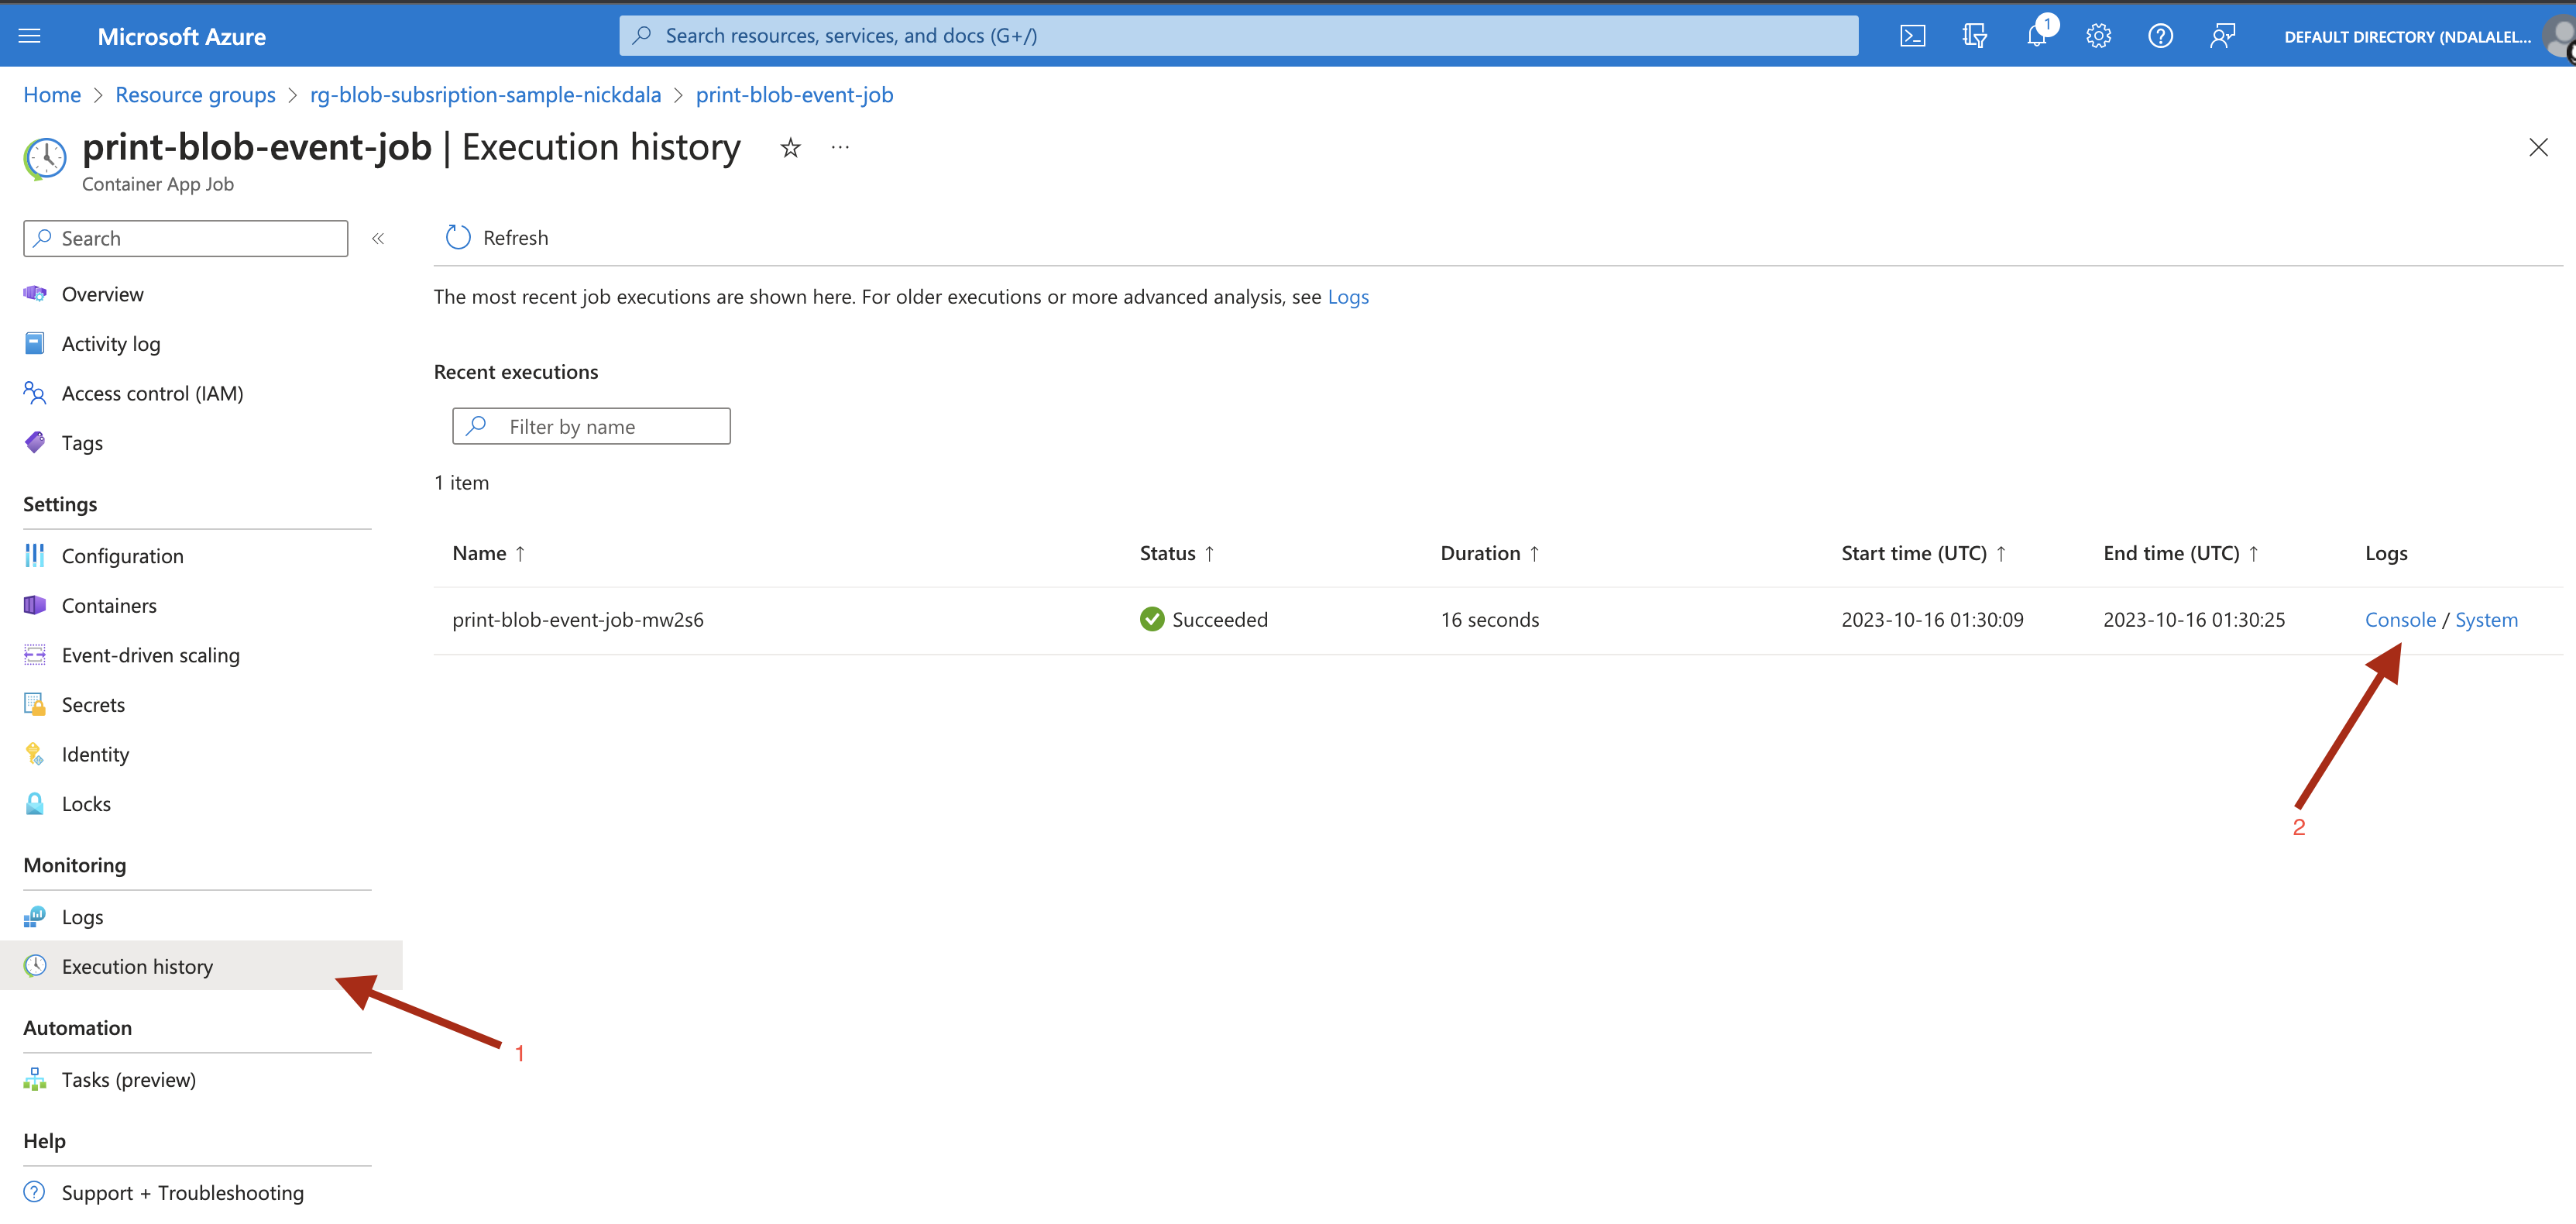 Microsoft Azure
Search resources, services, and docs (G+/)
1
DEFAULT DIRECTORY (NDALALEL...
Home > Resource groups > rg-blob-subsription-sample-nickdala > print-blob-event-job
print-blob-event-job | Execution history
Container App Job
Search
Refresh
The most recent job executions are shown here. For older executions or more advanced analysis, see Logs
Recent executions
Filter by name
1 item
Name ↑ Status ↑ Duration ↑ Start time (UTC) ↑ End time (UTC) ↑ Logs
print-blob-event-job-mw2s6 Succeeded 16 seconds 2023-10-16 01:30:09 2023-10-16 01:30:25 Console / System
2
1
Overview
Activity log
Access control (IAM)
Tags
Settings
Configuration
Containers
Event-driven scaling
Secrets
Identity
Locks
Monitoring
Logs
Execution history
Automation
Tasks (preview)
Help
Support + Troubleshooting